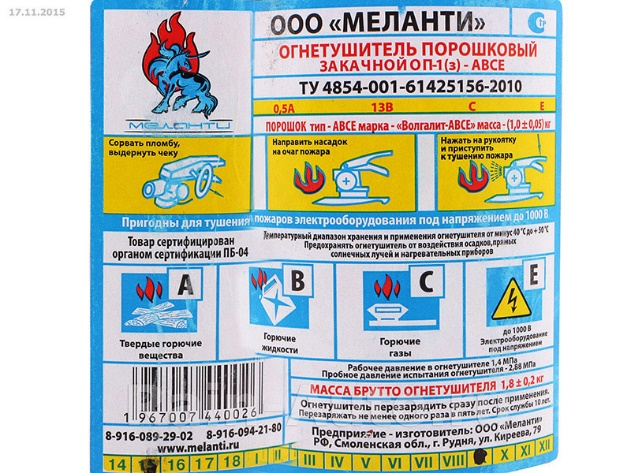 17.11.2015
ООО «МЕЛАНТИ»
ОГНЕТУШИТЕЛЬ ПОРОШКОВЫЙ
ЗАКАЧНОЙ ОП-1(з) - АВСЕ
ТУ 4854-001-61425156-2010
МЕЛАНТИ
0,5А 13В С Е
ПОРОШОК тип - АВСЕ марка - «Волгалит-АВСЕ» масса - (1,0 ± 0,05) кг
Сорвать пломбу,
выдернуть чеку
Направить насадок
на очаг пожара
Нажать на рукоятку
и приступить
к тушению пожара
Пригодны для тушения пожаров электрооборудования под напряжением до 1000 В
Товар сертифицирован
органом сертификации ПБ-04
Температурный диапазон хранения и применения огнетушителя от минус 40 °С до + 50 °С
Предохранять огнетушитель от воздействия осадков, прямых
солнечных лучей и нагревательных приборов
А
Твердые горючие
вещества
В
Горючие
жидкости
С
Горючие
газы
Е
до 1000 В
Электрооборудование
под напряжением
Рабочее давление в огнетушителе 1,4 МПа
Пробное давление испытания огнетушителя - 2,88 МПа
МАССА БРУТТО ОГНЕТУШИТЕЛЯ 1,8 ± 0,2 кг
Огнетушитель перезарядить сразу после применения.
Перезаряжать не менее одного раза в пять лет. Срок службы 10 лет.
1 967007 440026
8-916-089-29-02 8-916-094-21-80
www.melanti.ru
Предприятие - изготовитель: ООО «Меланти»
РФ, Смоленская обл., г. Рудня, ул. Киреева, 79
14 15 16 17 18 I II III IV V VI VII VIII IX X XI XII